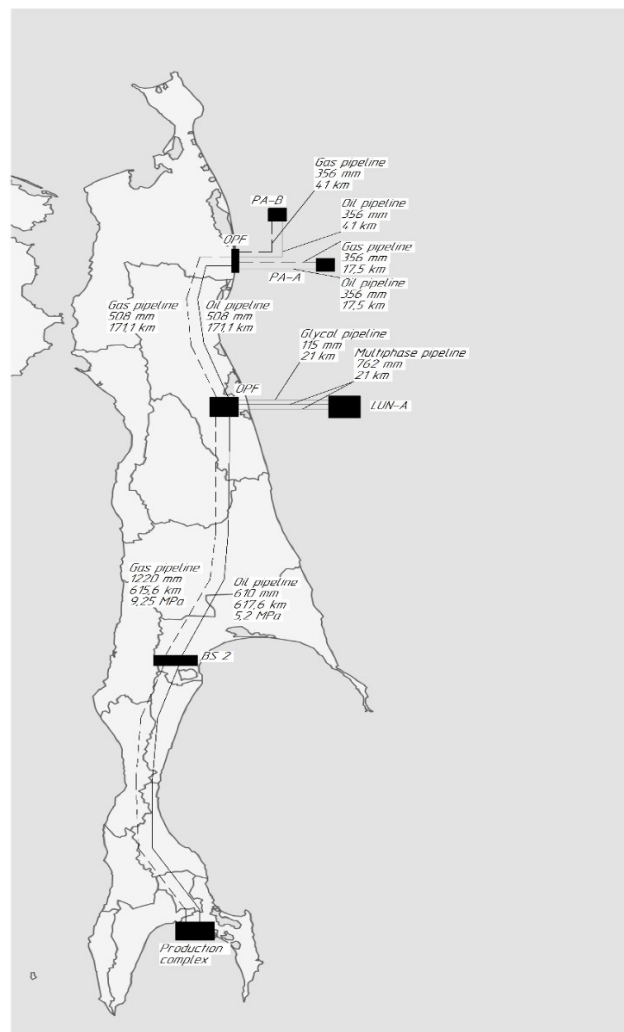 Gas pipeline
356 mm
41 km
PA-B
Oil pipeline
356 mm
41 km
OPF
Gas pipeline
356 mm
17,5 km
PA-A
Oil pipeline
356 mm
17,5 km
Gas pipeline
508 mm
171,1 km
Oil pipeline
508 mm
171,1 km
Glycol pipeline
115 mm
21 km
Multiphase pipeline
762 mm
21 km
OPF
LUN-A
Gas pipeline
1220 mm
615,6 km
9,25 MPa
Oil pipeline
610 mm
617,6 km
5,2 MPa
BS 2
Production
complex